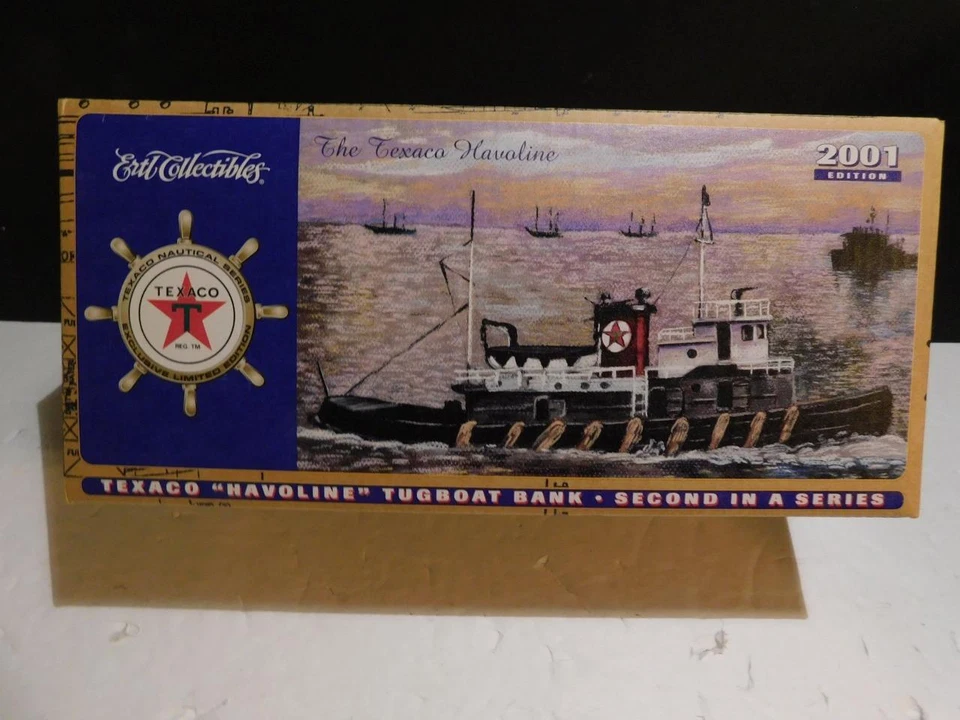 Ertl Collectibles®
The Texaco Havoline
2001
EDITION
TEXACO NAUTICAL SERIES
TEXACO
T
REG. TM
EXCLUSIVE LIMITED EDITION
TEXACO "HAVOLINE" TUGBOAT BANK • SECOND IN A SERIES